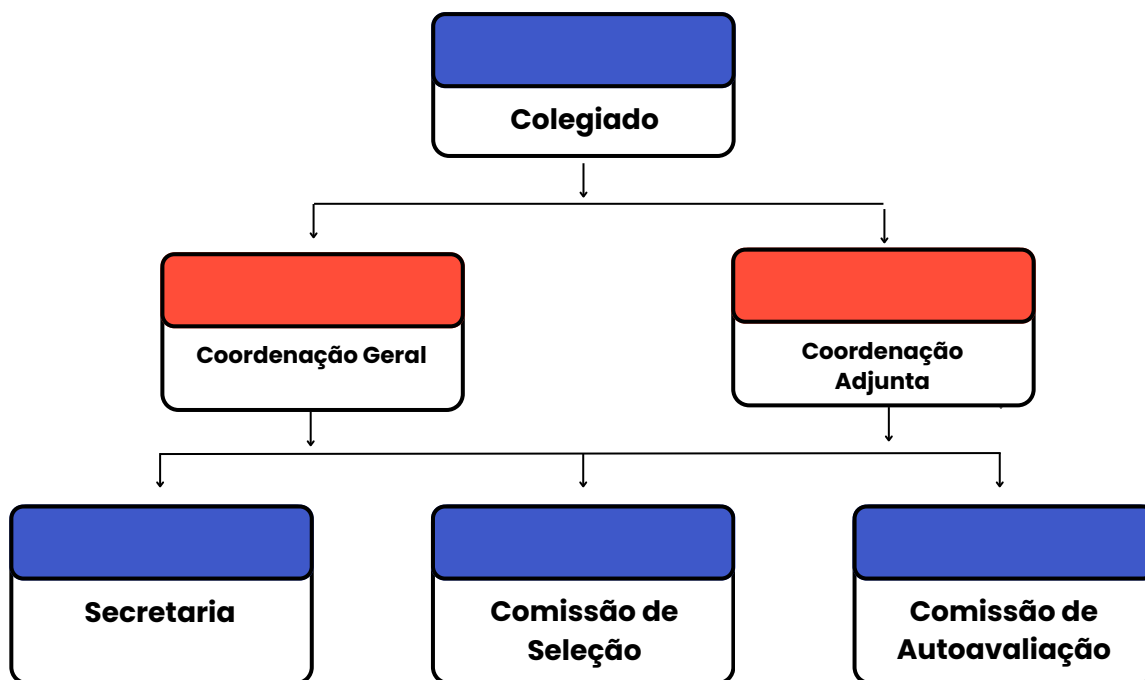 Colegiado
Coordenação Geral
Coordenação
Adjunta
Secretaria
Comissão de
Seleção
Comissão de
Autoavaliação